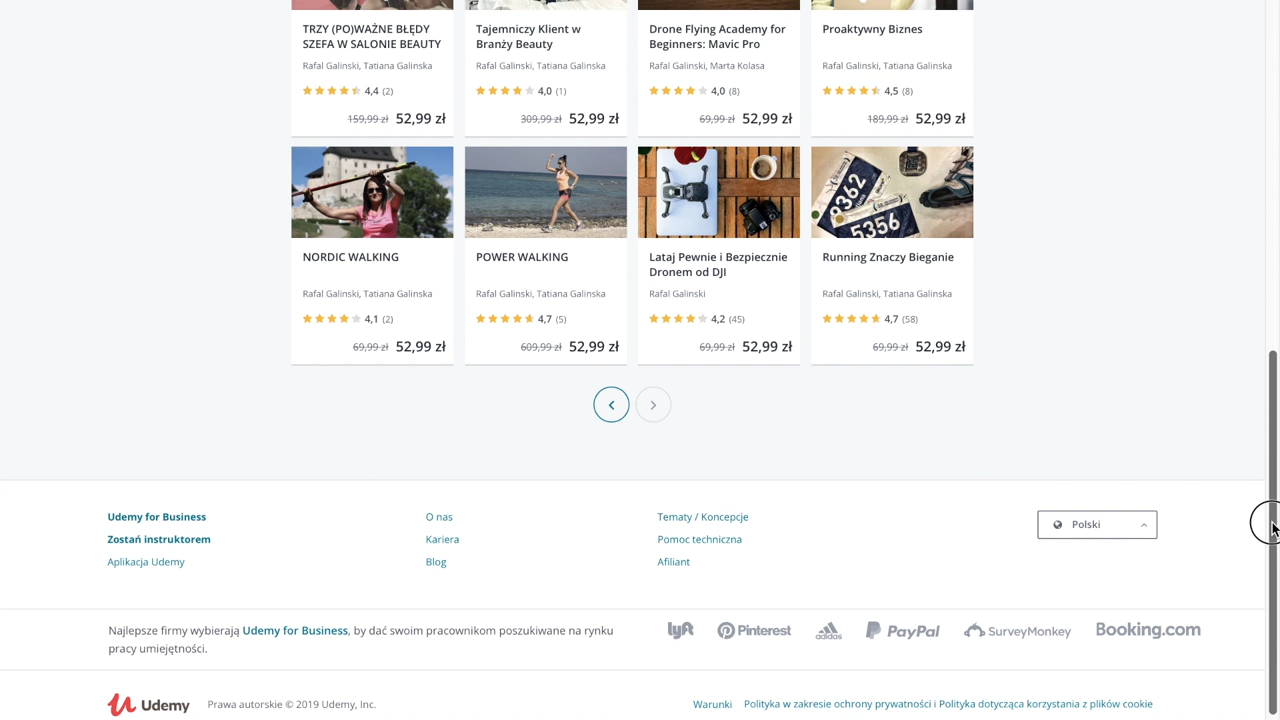 TRZY (PO)WAŻNE BŁĘDY
SZEFA W SALONIE BEAUTY
Rafal Galinski, Tatiana Galinska
4,4 (2)
159,99 zł 52,99 zł
Tajemniczy Klient w
Branży Beauty
Rafal Galinski, Tatiana Galinska
4,0 (1)
309,99 zł 52,99 zł
Drone Flying Academy for
Beginners: Mavic Pro
Rafal Galinski, Marta Kolasa
4,0 (8)
69,99 zł 52,99 zł
Proaktywny Biznes
Rafal Galinski, Tatiana Galinska
4,5 (8)
189,99 zł 52,99 zł
NORDIC WALKING
Rafal Galinski, Tatiana Galinska
4,1 (2)
69,99 zł 52,99 zł
POWER WALKING
Rafal Galinski, Tatiana Galinska
4,7 (5)
609,99 zł 52,99 zł
Lataj Pewnie i Bezpiecznie
Dronem od DJI
Rafal Galinski
4,2 (45)
69,99 zł 52,99 zł
9362
5356
Running Znaczy Bieganie
Rafal Galinski, Tatiana Galinska
4,7 (58)
69,99 zł 52,99 zł
Udemy for Business
Zostań instruktorem
Aplikacja Udemy
O nas
Kariera
Blog
Tematy / Koncepcje
Pomoc techniczna
Afiliant
Polski
Najlepsze firmy wybierają Udemy for Business, by dać swoim pracownikom poszukiwane na rynku
pracy umiejętności.
lyft Pinterest adidas PayPal SurveyMonkey Booking.com
Udemy Prawa autorskie © 2019 Udemy, Inc.
Warunki Polityka w zakresie ochrony prywatności i Polityka dotycząca korzystania z plików cookie